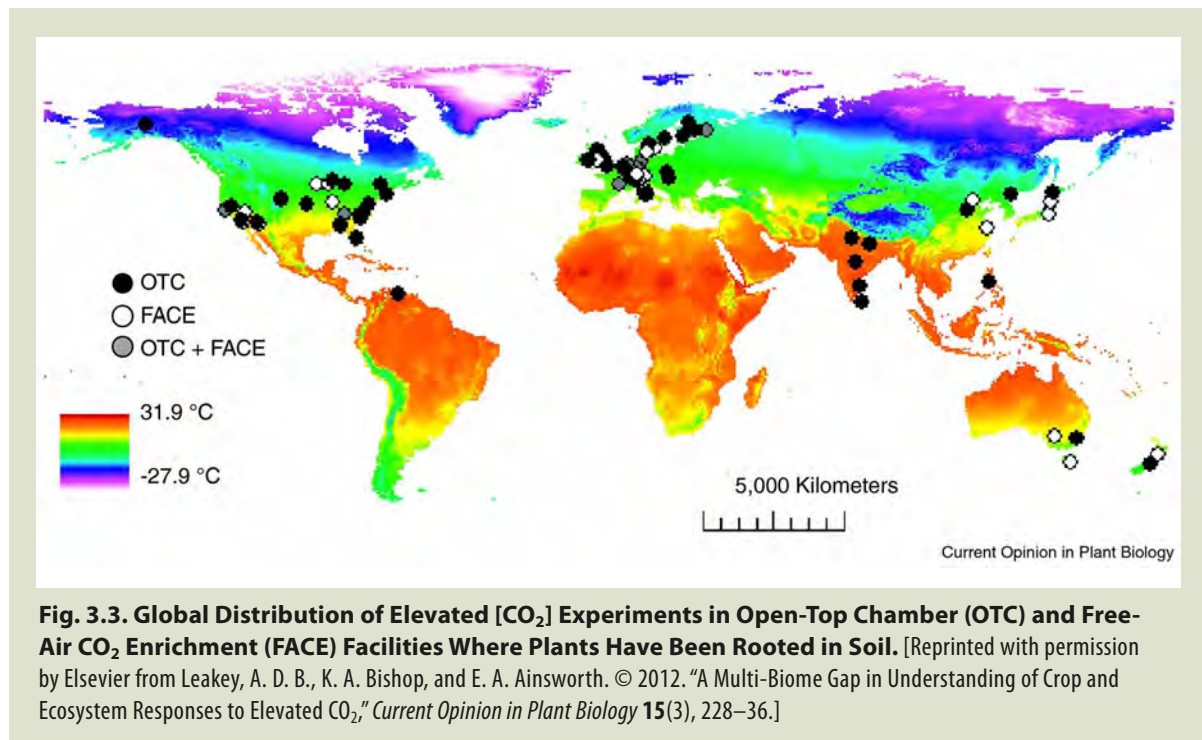 OTC
FACE
OTC + FACE
31.9 °C
-27.9 °C
5,000 Kilometers
Current Opinion in Plant Biology
Fig. 3.3. Global Distribution of Elevated [CO₂] Experiments in Open-Top Chamber (OTC) and Free-
Air CO₂ Enrichment (FACE) Facilities Where Plants Have Been Rooted in Soil. [Reprinted with permission
by Elsevier from Leakey, A. D. B., K. A. Bishop, and E. A. Ainsworth. © 2012. “A Multi-Biome Gap in Understanding of Crop and
Ecosystem Responses to Elevated CO₂,” Current Opinion in Plant Biology 15(3), 228–36.]